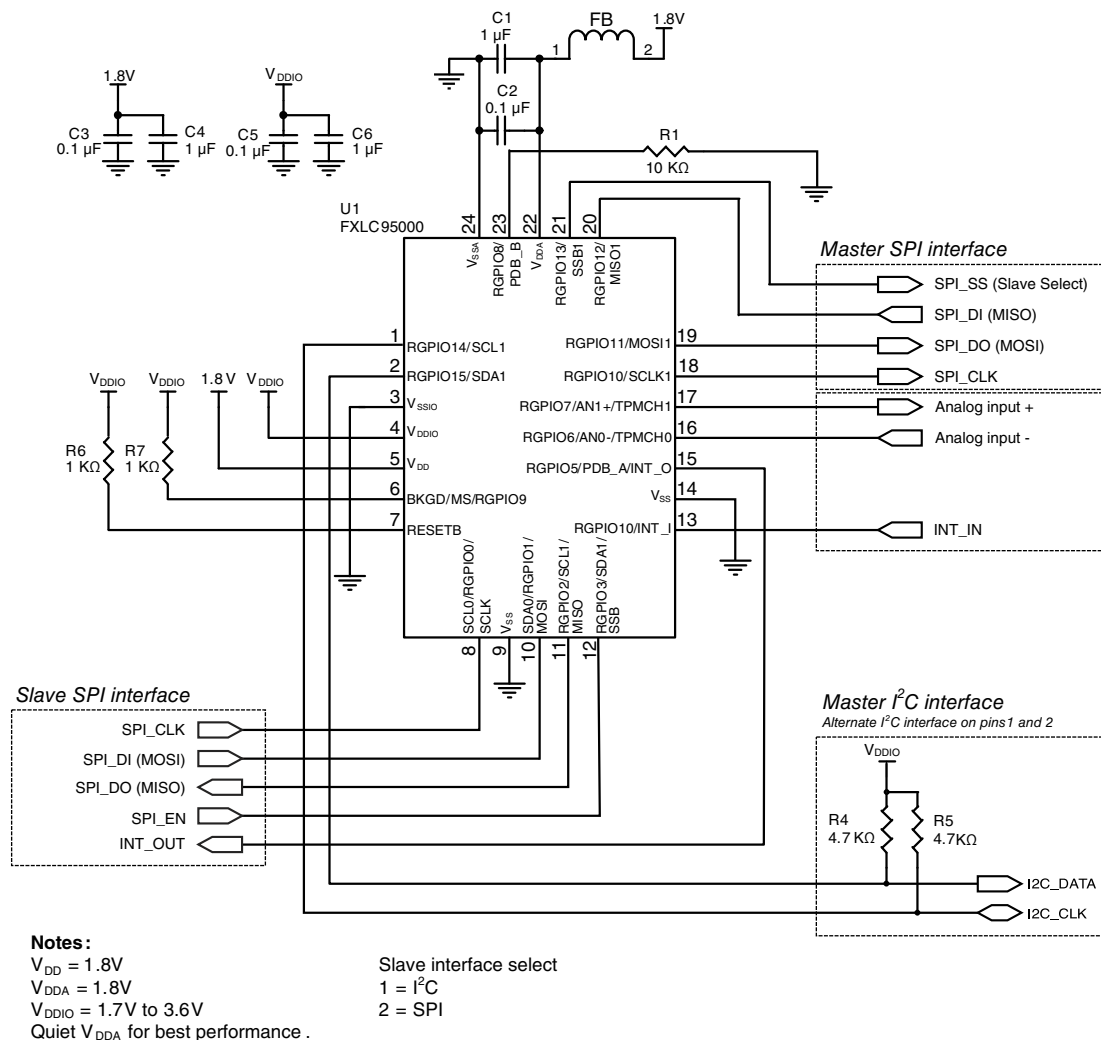 C1
1 µF
FB
1
2
1.8V
C2
0.1 µF
1.8V
C3
0.1 µF
C4
1 µF
VDDIO
C5
0.1 µF
C6
1 µF
R1
10 KΩ
U1
FXLC95000
24
23
22
21
20
VSSA
RGPIO8/
PDB_B
VDDA
RGPIO13/
SSB1
RGPIO12/
MISO1
Master SPI interface
SPI_SS (Slave Select)
SPI_DI (MISO)
SPI_DO (MOSI)
SPI_CLK
Analog input +
Analog input -
INT_IN
1
RGPIO14/SCL1
2
RGPIO15/SDA1
3
VSSIO
4
VDDIO
5
VDD
6
BKGD/MS/RGPIO9
7
RESETB
RGPIO11/MOSI1
19
RGPIO10/SCLK1
18
RGPIO7/AN1+/TPMCH1
17
RGPIO6/AN0-/TPMCH0
16
RGPIO5/PDB_A/INT_O
15
VSS
14
RGPIO10/INT_I
13
VDDIO
VDDIO
1.8 V
VDDIO
R6
1 KΩ
R7
1 KΩ
SCL0/RGPIO0/
SCLK
VSS
SDA0/RGPIO1/
MOSI
RGPIO2/SCL1/
MISO
RGPIO3/SDA1/
SSB
8
9
10
11
12
Slave SPI interface
SPI_CLK
SPI_DI (MOSI)
SPI_DO (MISO)
SPI_EN
INT_OUT
Master I²C interface
Alternate I²C interface on pins1 and 2
VDDIO
R4
4.7 KΩ
R5
4.7KΩ
I2C_DATA
I2C_CLK
Notes:
VDD = 1.8V
VDDA = 1.8V
VDDIO = 1.7V to 3.6V
Quiet VDDA for best performance .
Slave interface select
1 = I²C
2 = SPI